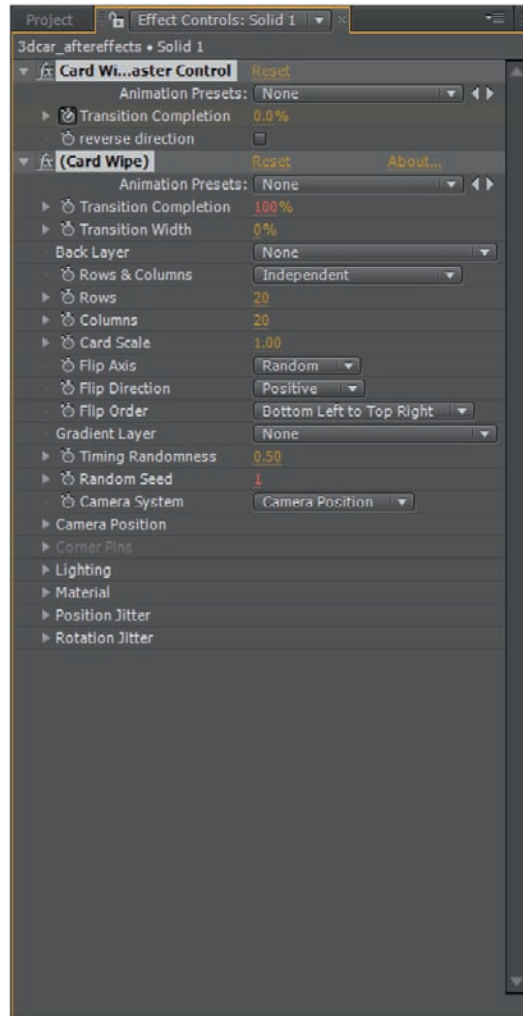 Project Effect Controls: Solid 1
3dcar_aftereffects • Solid 1
fx Card Wi...aster Control Reset
Animation Presets: None
Transition Completion 0.0%
reverse direction
fx (Card Wipe) Reset About...
Animation Presets: None
Transition Completion 100%
Transition Width 0%
Back Layer None
Rows & Columns Independent
Rows 20
Columns 20
Card Scale 1.00
Flip Axis Random
Flip Direction Positive
Flip Order Bottom Left to Top Right
Gradient Layer None
Timing Randomness 0.50
Random Seed 1
Camera System Camera Position
Camera Position
Corner Pins
Lighting
Material
Position Jitter
Rotation Jitter